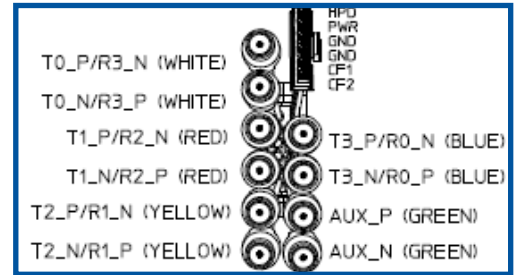 HPD
PWR
GND
GND
CF1
CF2
T0_P/R3_N (WHITE)
T0_N/R3_P (WHITE)
T1_P/R2_N (RED)
T1_N/R2_P (RED)
T2_P/R1_N (YELLOW)
T2_N/R1_P (YELLOW)
T3_P/R0_N (BLUE)
T3_N/R0_P (BLUE)
AUX_P (GREEN)
AUX_N (GREEN)